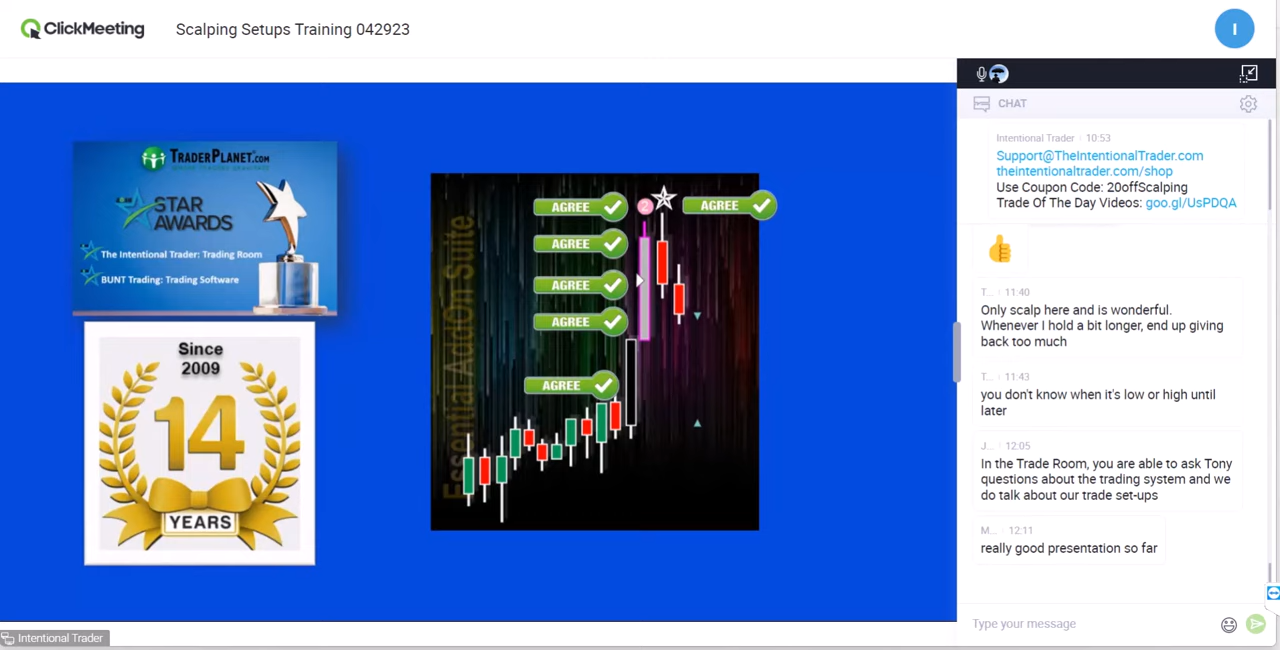 ClickMeeting
Scalping Setups Training 042923
I
TRADERPLANET.COM
STAR
AWARDS
The Intentional Trader: Trading Room
BUNT Trading: Trading Software
Since
2009
14
YEARS
Essential AddOn Suite
AGREE
2
AGREE
AGREE
AGREE
AGREE
AGREE
Intentional Trader
CHAT
Intentional Trader 10:53
Support@TheIntentionalTrader.com
theintentionaltrader.com/shop
Use Coupon Code: 20offScalping
Trade Of The Day Videos: goo.gl/UsPDQA
T... 11:40
Only scalp here and is wonderful.
Whenever I hold a bit longer, end up giving
back too much
T... 11:43
you don't know when it's low or high until
later
J... 12:05
In the Trade Room, you are able to ask Tony
questions about the trading system and we
do talk about our trade set-ups
M... 12:11
really good presentation so far
Type your message